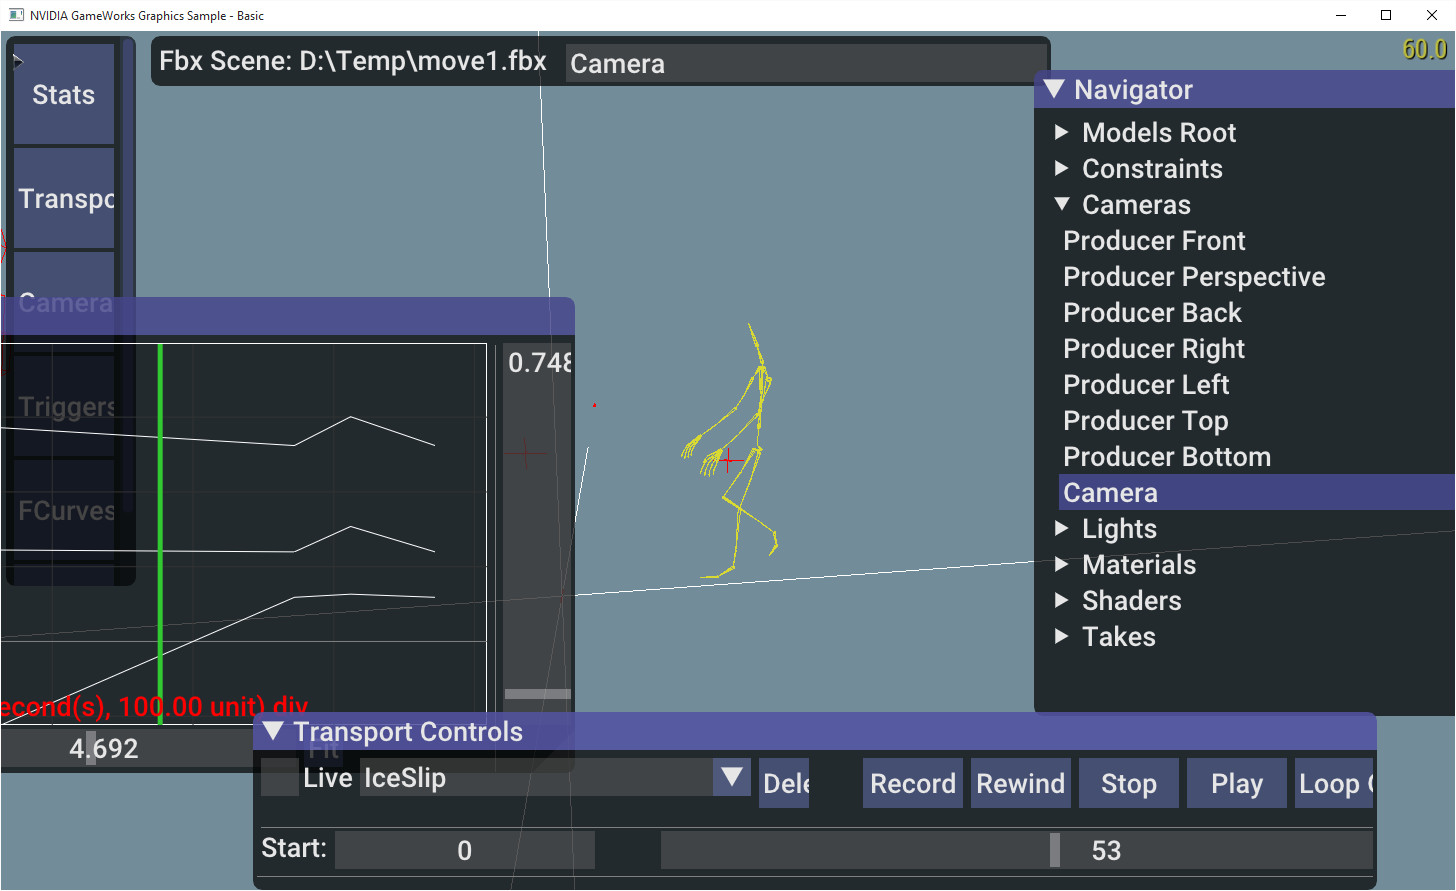 NVIDIA GameWorks Graphics Sample - Basic
60.0
Fbx Scene: D:\Temp\move1.fbx
Camera
Stats
Transpo
Camera
Triggers
FCurves
0.748
econd(s), 100.00 unit) div
4.692
Fit
Navigator
Models Root
Constraints
Cameras
Producer Front
Producer Perspective
Producer Back
Producer Right
Producer Left
Producer Top
Producer Bottom
Camera
Lights
Materials
Shaders
Takes
Transport Controls
Live IceSlip Dele Record Rewind Stop Play Loop
Start: 0 53